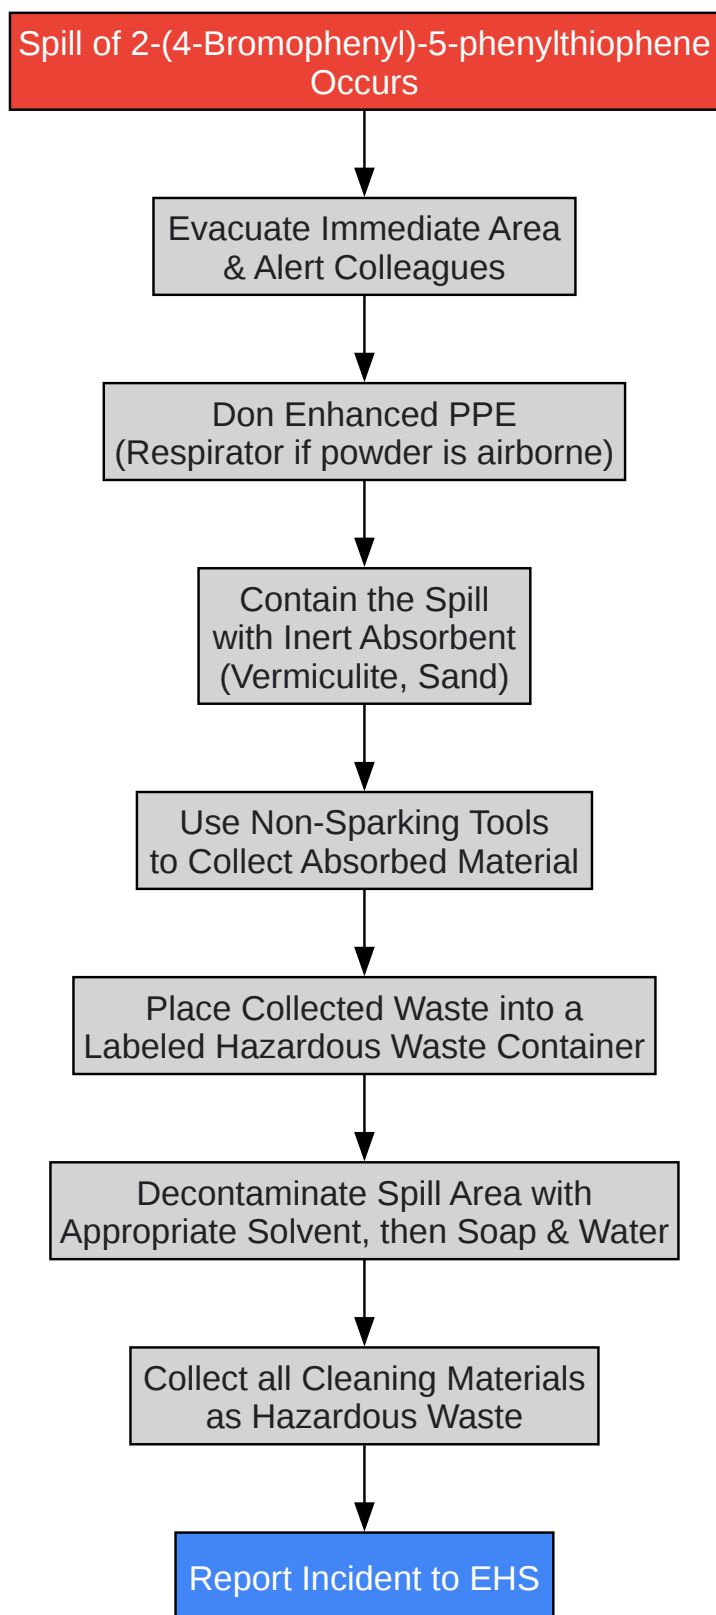 Spill of 2-(4-Bromophenyl)-5-phenylthiophene
Occurs
Evacuate Immediate Area
& Alert Colleagues
Don Enhanced PPE
(Respirator if powder is airborne)
Contain the Spill
with Inert Absorbent
(Vermiculite, Sand)
Use Non-Sparking Tools
to Collect Absorbed Material
Place Collected Waste into a
Labeled Hazardous Waste Container
Decontaminate Spill Area with
Appropriate Solvent, then Soap & Water
Collect all Cleaning Materials
as Hazardous Waste
Report Incident to EHS